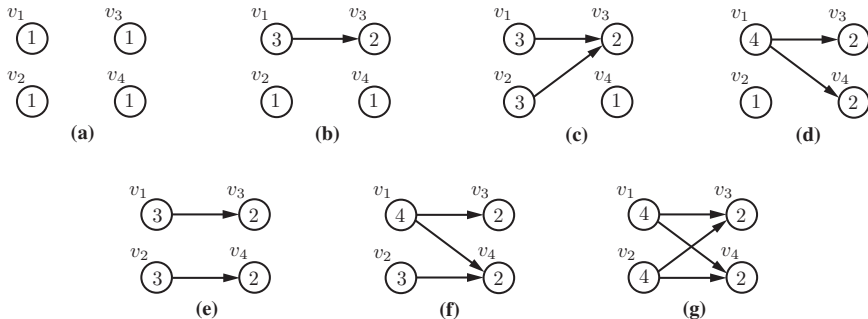 v1 v3 v1 v3 v1 v3 v1 v3
1 1 3 2 3 2 4 2
v2 v4 v2 v4 v2 v4 v2 v4
1 1 1 1 3 1 1 2
(a) (b) (c) (d)
v1 v3 v1 v3 v1 v3
3 2 4 2 4 2
v2 v4 v2 v4 v2 v4
3 2 3 2 4 2
(e) (f) (g)